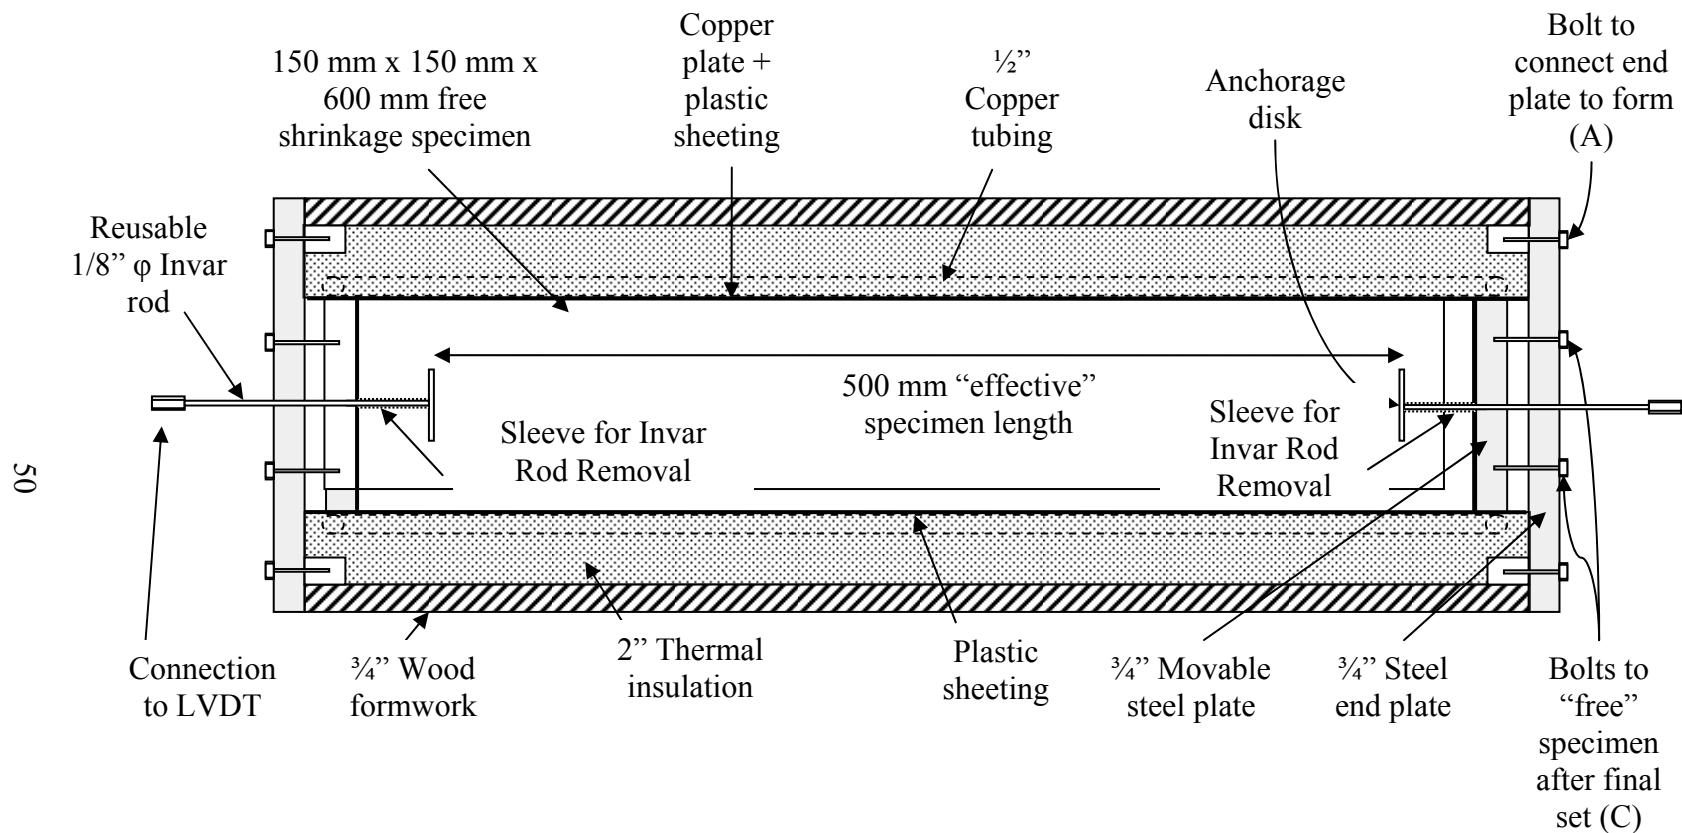 Copper
plate +
plastic
sheeting
150 mm x 150 mm x
600 mm free
shrinkage specimen
½”
Copper
tubing
Anchorage
disk
Bolt to
connect end
plate to form
(A)
Reusable
1/8” φ Invar
rod
500 mm “effective”
specimen length
Sleeve for Invar
Rod Removal
Sleeve for
Invar Rod
Removal
50
Connection
to LVDT
¾” Wood
formwork
2” Thermal
insulation
Plastic
sheeting
¾” Movable
steel plate
¾” Steel
end plate
Bolts to
“free”
specimen
after final
set (C)